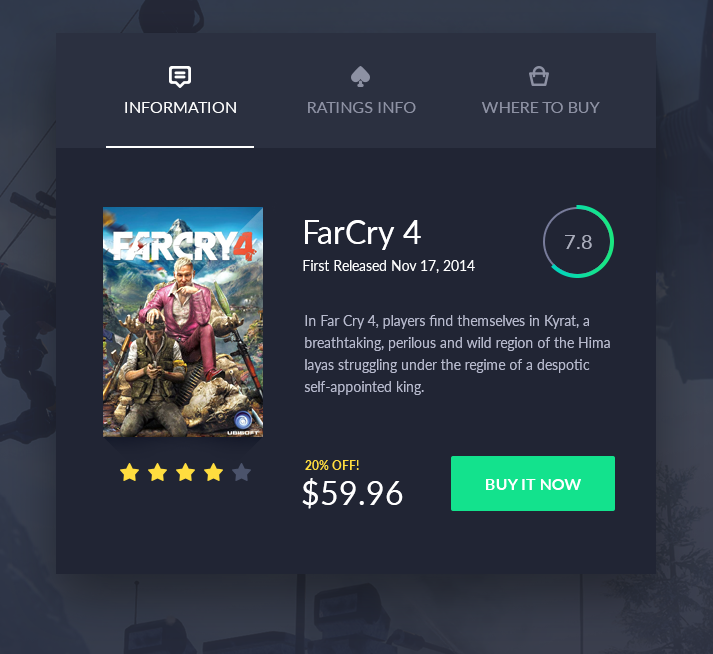 INFORMATION
RATINGS INFO
WHERE TO BUY
FARCRY4
UBISOFT
FarCry 4
First Released Nov 17, 2014
7.8
In Far Cry 4, players find themselves in Kyrat, a
breathtaking, perilous and wild region of the Hima
layas struggling under the regime of a despotic
self-appointed king.
20% OFF!
$59.96
BUY IT NOW